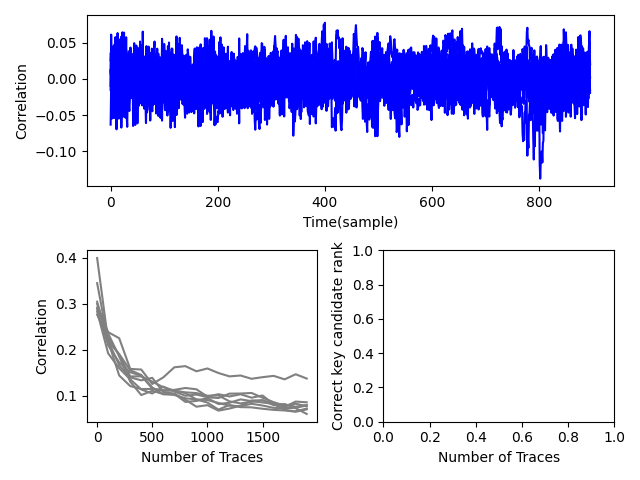 0.05
0.00
−0.05
−0.10
Correlation
0 200 400 600 800
Time(sample)
0.4
0.3
0.2
0.1
Correlation
0 500 1000 1500
Number of Traces
1.0
0.8
0.6
0.4
0.2
0.0
Correct key candidate rank
0.0 0.2 0.4 0.6 0.8 1.0
Number of Traces